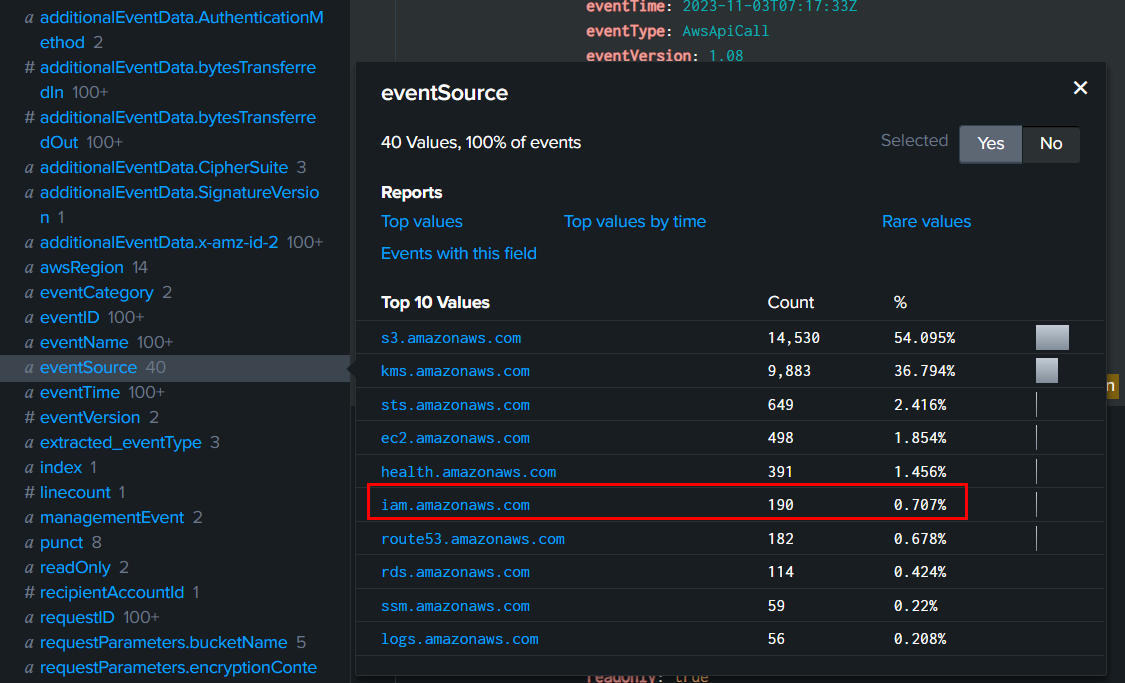 a additionalEventData.AuthenticationM
ethod 2
# additionalEventData.bytesTransferre
dIn 100+
# additionalEventData.bytesTransferre
dOut 100+
a additionalEventData.CipherSuite 3
a additionalEventData.SignatureVersio
n 1
a additionalEventData.x-amz-id-2 100+
a awsRegion 14
a eventCategory 2
a eventID 100+
a eventName 100+
a eventSource 40
a eventTime 100+
# eventVersion 2
a extracted_eventType 3
a index 1
# linecount 1
a managementEvent 2
a punct 8
a readOnly 2
# recipientAccountId 1
a requestID 100+
a requestParameters.bucketName 5
a requestParameters.encryptionConte
eventTime: 2023-11-03T07:17:33Z
eventType: AwsApiCall
eventVersion: 1.08
eventSource
40 Values, 100% of events
Selected Yes No
Reports
Top values Top values by time Rare values
Events with this field
Top 10 Values Count %
s3.amazonaws.com 14,530 54.095%
kms.amazonaws.com 9,883 36.794%
sts.amazonaws.com 649 2.416%
ec2.amazonaws.com 498 1.854%
health.amazonaws.com 391 1.456%
iam.amazonaws.com 190 0.707%
route53.amazonaws.com 182 0.678%
rds.amazonaws.com 114 0.424%
ssm.amazonaws.com 59 0.22%
logs.amazonaws.com 56 0.208%
n
readOnly: true